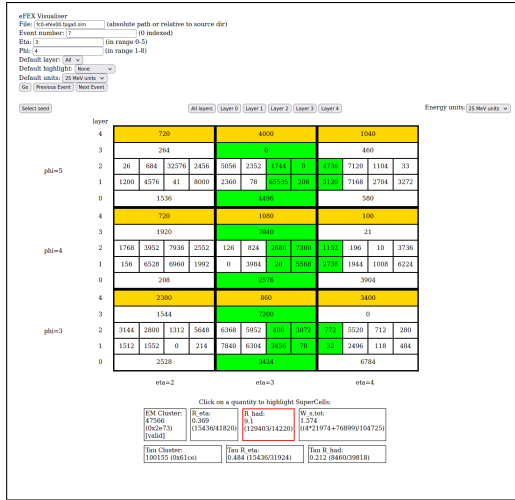 eFEX Visualiser
File: fc0-efex00.fpga0.sim (absolute path or relative to source dir)
Event number: 7 (0 indexed)
Eta: 3 (in range 0-5)
Phi: 4 (in range 1-8)
Default layer: All
Default highlight: None
Default units: 25 MeV units
Go Previous Event Next Event
Select seed All layers Layer 0 Layer 1 Layer 2 Layer 3 Layer 4 Energy units: 25 MeV units
layer
4 720 4000 1040
3 264 0 460
phi=5 2 26 684 32576 2456 5056 2352 1744 0 4736 7120 1104 33
1 1200 4576 41 8000 2360 78 65535 206 5120 7168 2704 3272
0 1536 4496 580
4 720 1080 100
3 1920 7040 21
phi=4 2 1768 3952 7936 2552 126 824 2680 7360 1152 196 10 3736
1 156 6528 6960 1992 0 3984 20 5568 2736 1944 1008 6224
0 208 2576 3904
4 2300 860 3400
3 1544 7200 0
phi=3 2 3144 2800 1312 5648 6368 5952 400 3072 772 5520 712 280
1 1512 1552 0 214 7840 6304 3456 78 32 2496 118 484
0 2528 3424 6784
eta=2 eta=3 eta=4
Click on a quantity to highlight SuperCells:
EM Cluster: R_eta: R_had: W_s,tot:
47566 0.369 9.1 1.574
(0x2e73) (15436/41820) (129403/14220) ((4*21974+76899)/104725)
[valid]
Tau Cluster: Tau R_eta: Tau R_had:
100155 (0x61ce) 0.484 (15436/31924) 0.212 (8460/39818)